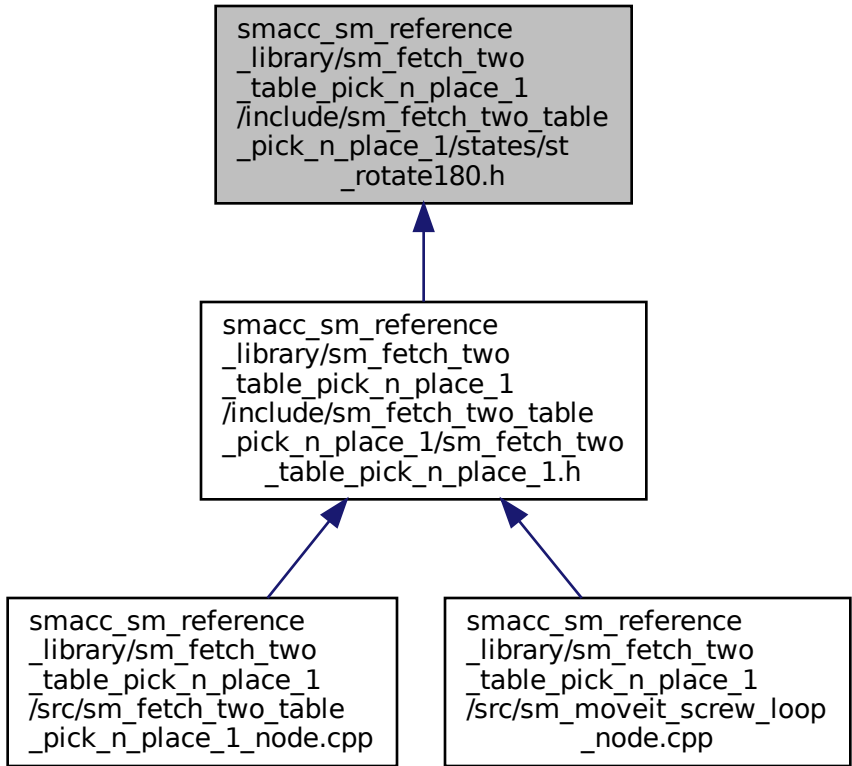 smacc_sm_reference
_library/sm_fetch_two
_table_pick_n_place_1
/include/sm_fetch_two_table
_pick_n_place_1/states/st
_rotate180.h
smacc_sm_reference
_library/sm_fetch_two
_table_pick_n_place_1
/include/sm_fetch_two_table
_pick_n_place_1/sm_fetch_two
_table_pick_n_place_1.h
smacc_sm_reference
_library/sm_fetch_two
_table_pick_n_place_1
/src/sm_fetch_two_table
_pick_n_place_1_node.cpp
smacc_sm_reference
_library/sm_fetch_two
_table_pick_n_place_1
/src/sm_moveit_screw_loop
_node.cpp